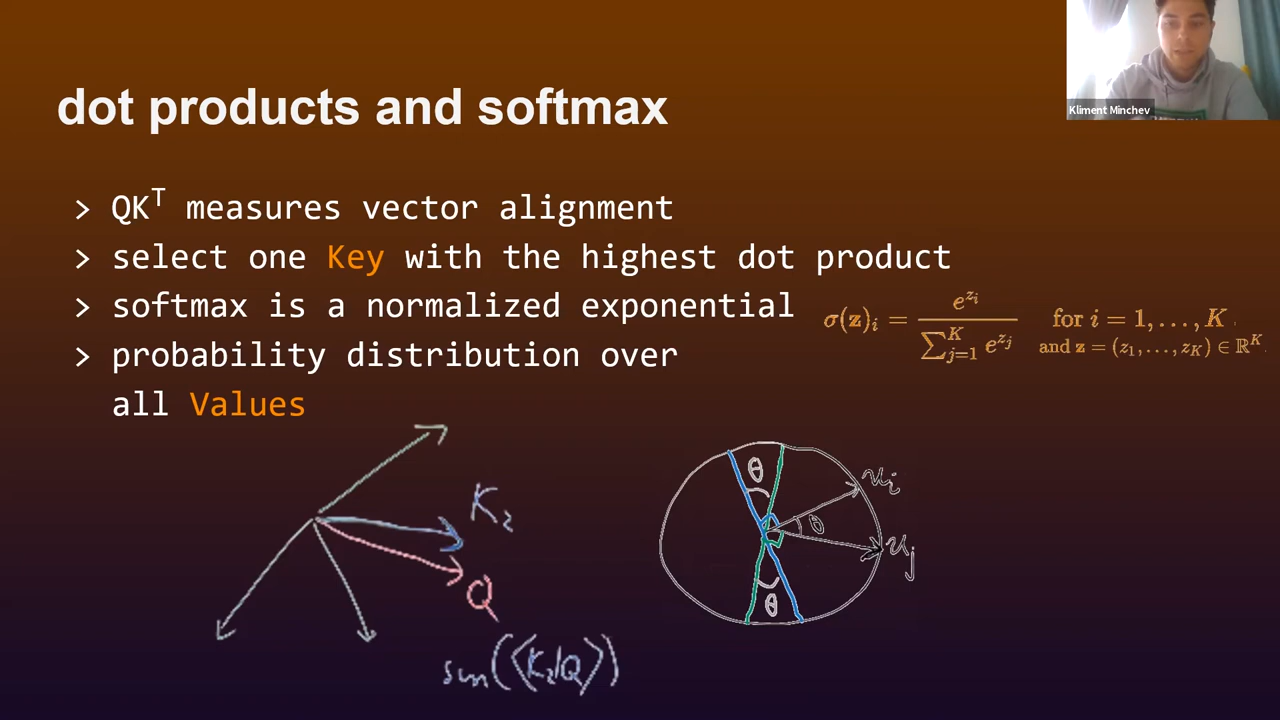 Kliment Minchev
dot products and softmax
> QKᵀ measures vector alignment
> select one Key with the highest dot product
> softmax is a normalized exponential
σ(z)ᵢ = e^{zᵢ} / ∑_{j=1}^{K} e^{zⱼ} for i = 1, . . . , K
and z = (z₁, . . . , z_K) ∈ ℝ^K
> probability distribution over
all Values
K₂
Q
θ
uᵢ
θ
uⱼ
θ